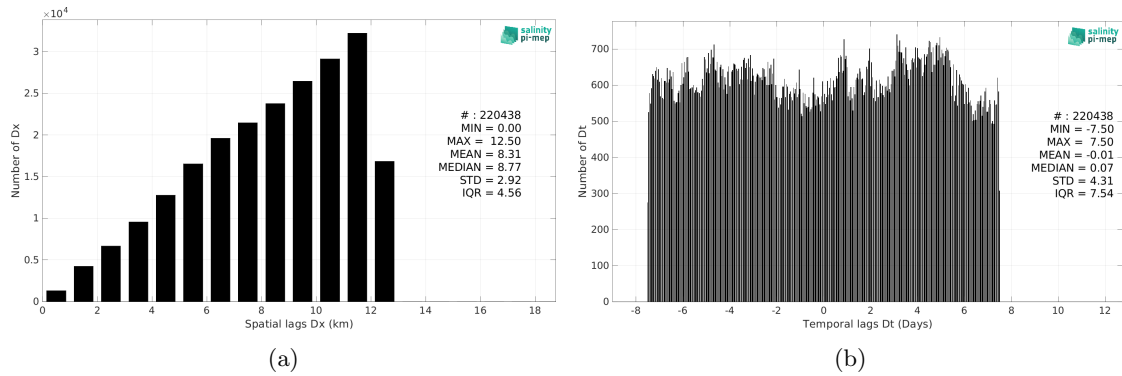 ×10⁴
3
2.5
2
1.5
1
0.5
0
Number of Dx
0 2 4 6 8 10 12 14 16 18
Spatial lags Dx (km)
salinity
pi-mep
# : 220438
MIN = 0.00
MAX = 12.50
MEAN = 8.31
MEDIAN = 8.77
STD = 2.92
IQR = 4.56
(a)
700
600
500
400
300
200
100
0
Number of Dt
-8 -6 -4 -2 0 2 4 6 8 10 12
Temporal lags Dt (Days)
salinity
pi-mep
# : 220438
MIN = -7.50
MAX = 7.50
MEAN = -0.01
MEDIAN = 0.07
STD = 4.31
IQR = 7.54
(b)